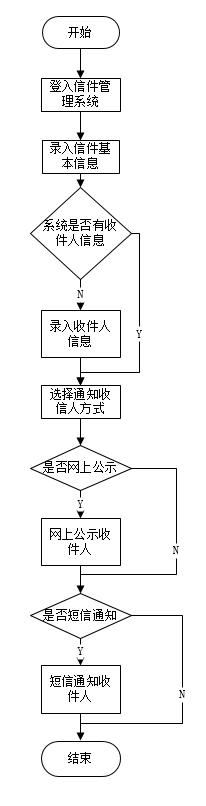 开始
登入信件管
理系统
录入信件基
本信息
系统是否有收
件人信息
N
录入收件人
信息
Y
选择通知收
信人方式
是否网上公示
Y
网上公示收
件人
N
是否短信通知
Y
短信通知收
件人
N
结束